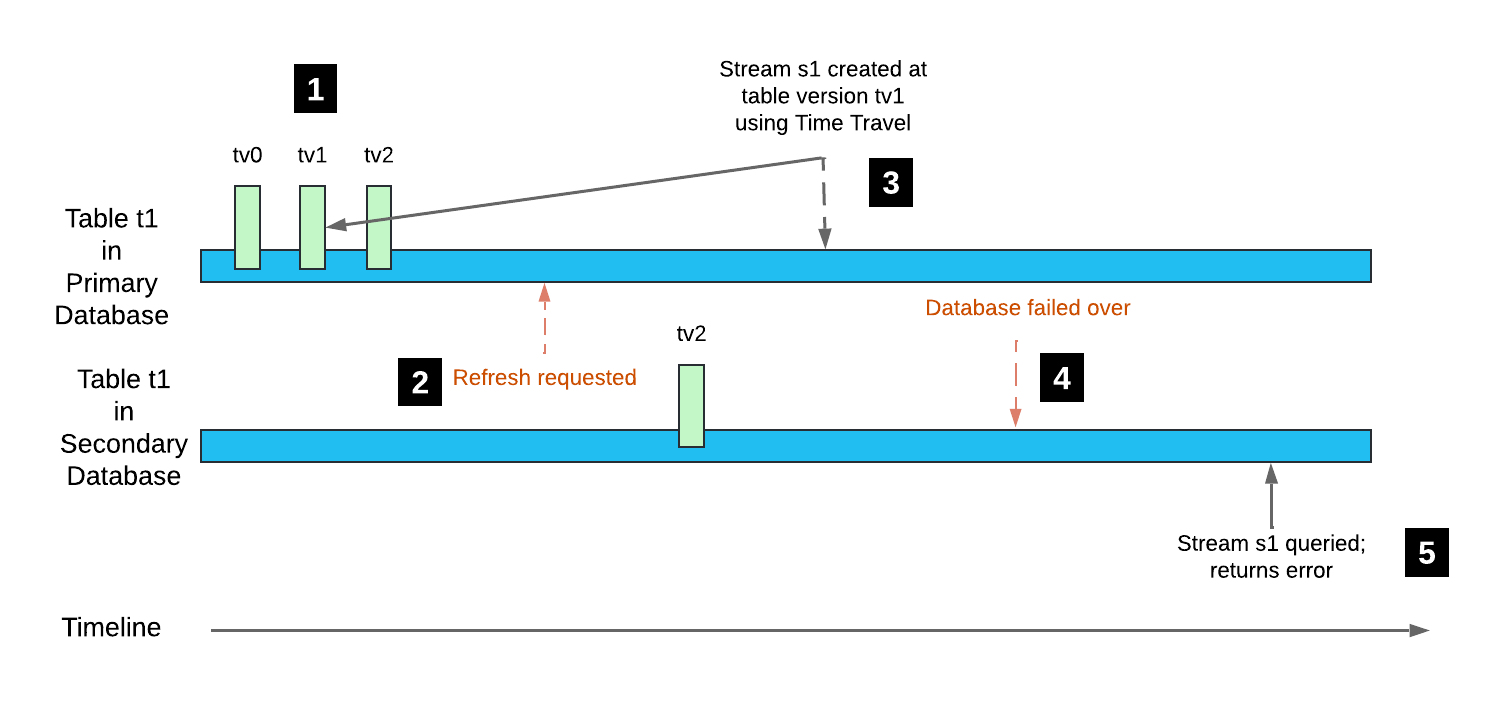 1
Stream s1 created at
table version tv1
using Time Travel
tv0
tv1
tv2
3
Table t1
in
Primary
Database
Database failed over
tv2
2
Refresh requested
4
Table t1
in
Secondary
Database
Stream s1 queried;
returns error
5
Timeline